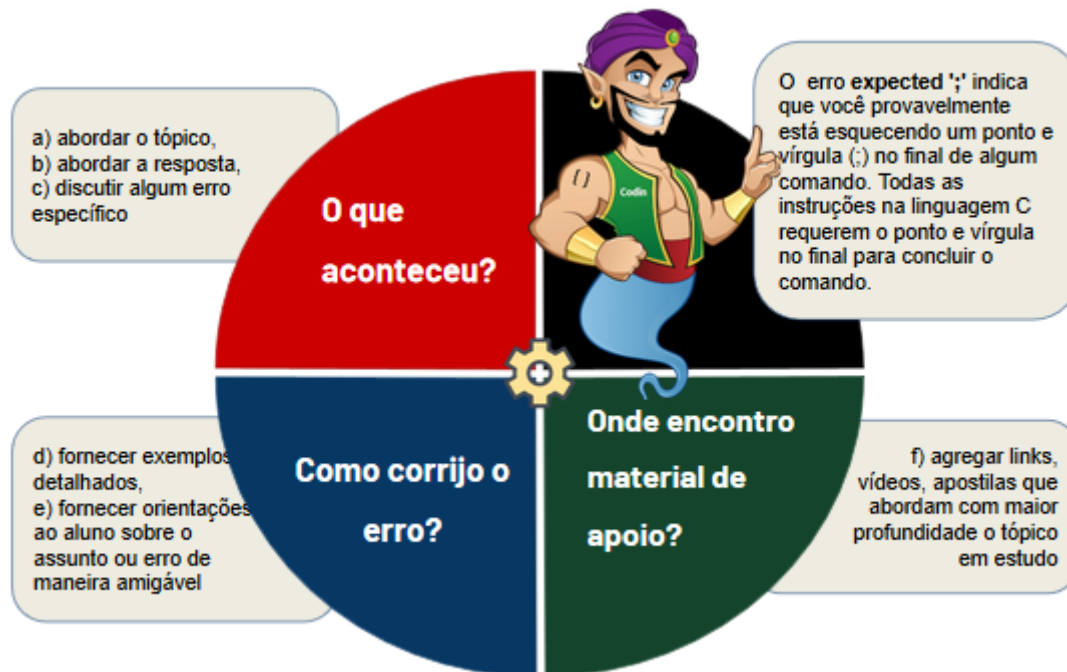 a) abordar o tópico,
b) abordar a resposta,
c) discutir algum erro
específico
O que
aconteceu?
{ }
Codin
O erro expected ';' indica
que você provavelmente
está esquecendo um ponto e
vírgula (;) no final de algum
comando. Todas as
instruções na linguagem C
requerem o ponto e vírgula
no final para concluir o
comando.
d) fornecer exemplos
detalhados,
e) fornecer orientações
ao aluno sobre o
assunto ou erro de
maneira amigável
Como corrijo o
erro?
Onde encontro
material de
apoio?
f) agregar links,
vídeos, apostilas que
abordam com maior
profundidade o tópico
em estudo